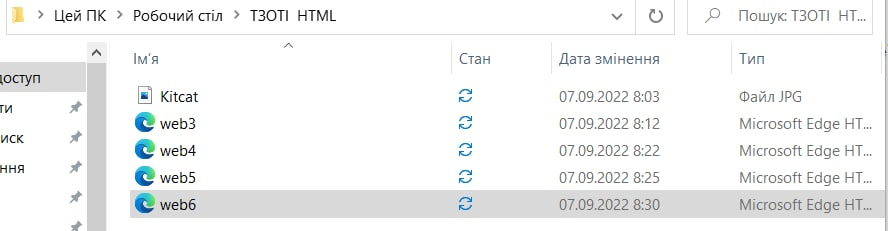 Цей ПК > Робочий стіл > ТЗОТІ HTML
Пошук: ТЗОТІ HT...
Ім’я Стан Дата змінення Тип
доступ
ти
иск
ння
Kitcat 07.09.2022 8:03 Файл JPG
web3 07.09.2022 8:12 Microsoft Edge HT...
web4 07.09.2022 8:22 Microsoft Edge HT...
web5 07.09.2022 8:25 Microsoft Edge HT...
web6 07.09.2022 8:30 Microsoft Edge HT...